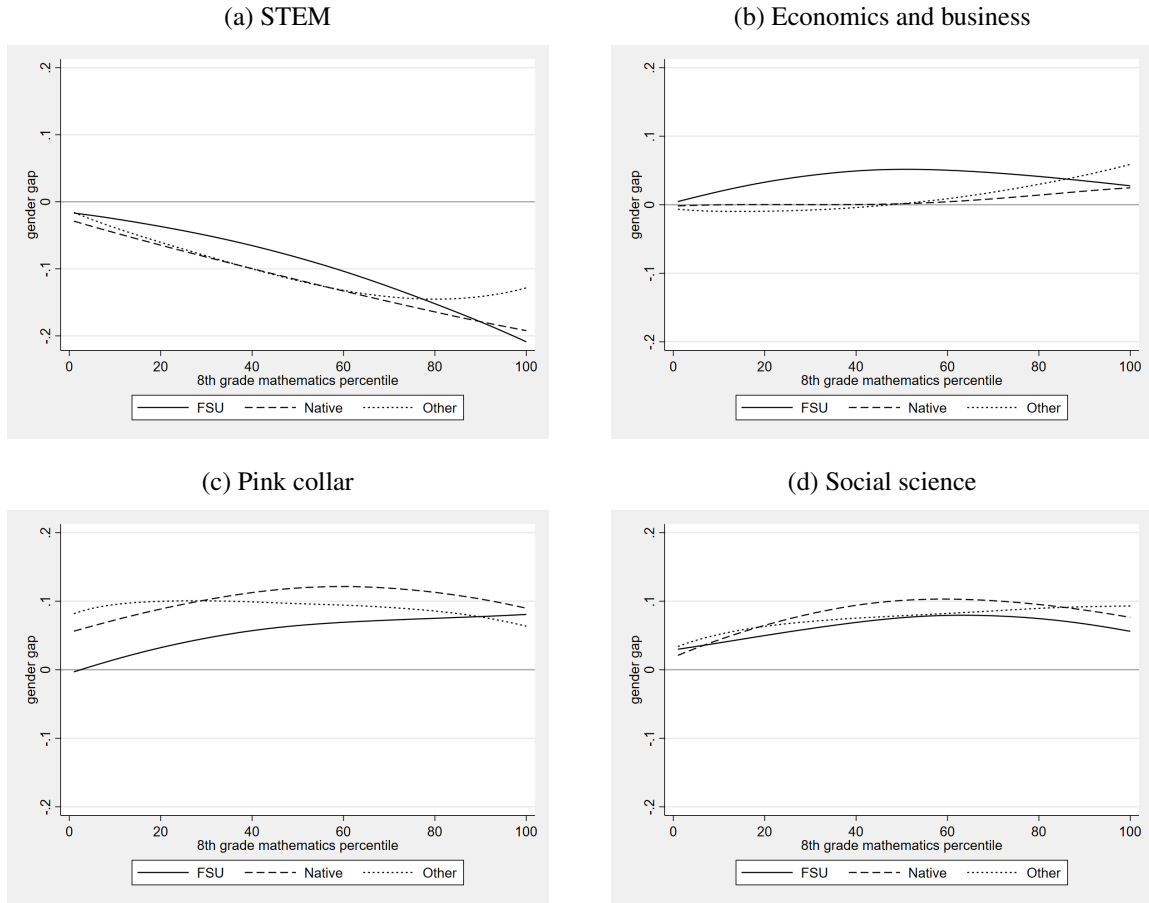 (a) STEM
.2
.1
0
-.1
-.2
gender gap
0 20 40 60 80 100
8th grade mathematics percentile
FSU Native Other
(b) Economics and business
.2
.1
0
-.1
-.2
gender gap
0 20 40 60 80 100
8th grade mathematics percentile
FSU Native Other
(c) Pink collar
.2
.1
0
-.1
-.2
gender gap
0 20 40 60 80 100
8th grade mathematics percentile
FSU Native Other
(d) Social science
.2
.1
0
-.1
-.2
gender gap
0 20 40 60 80 100
8th grade mathematics percentile
FSU Native Other